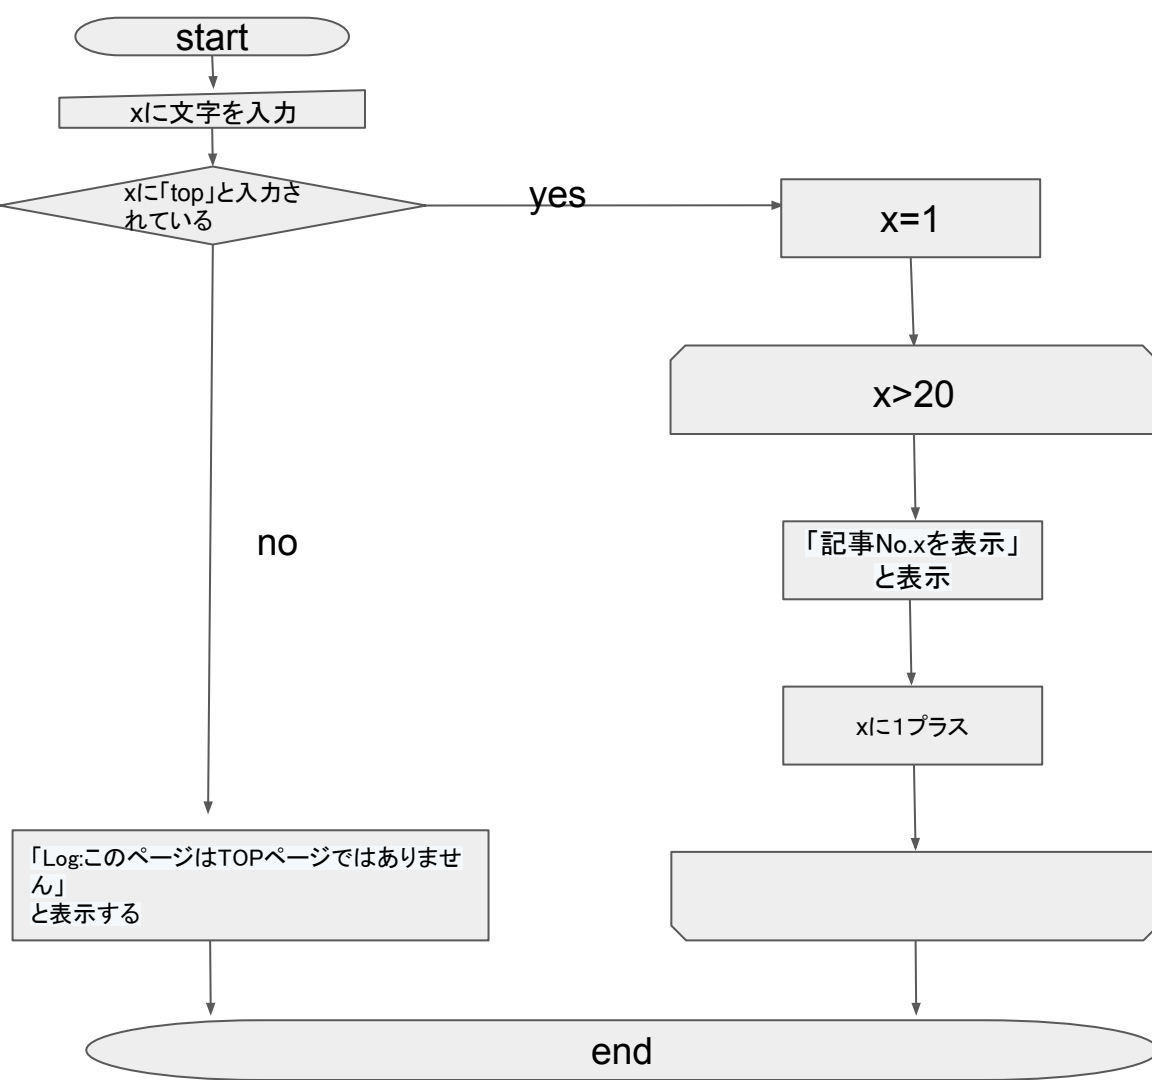 start
xに文字を入力
xに「top」と入力さ
れている
yes
x=1
x>20
no
「記事No.xを表示」
と表示
xに１プラス
「Log:このページはTOPページではありませ
ん」
と表示する
end